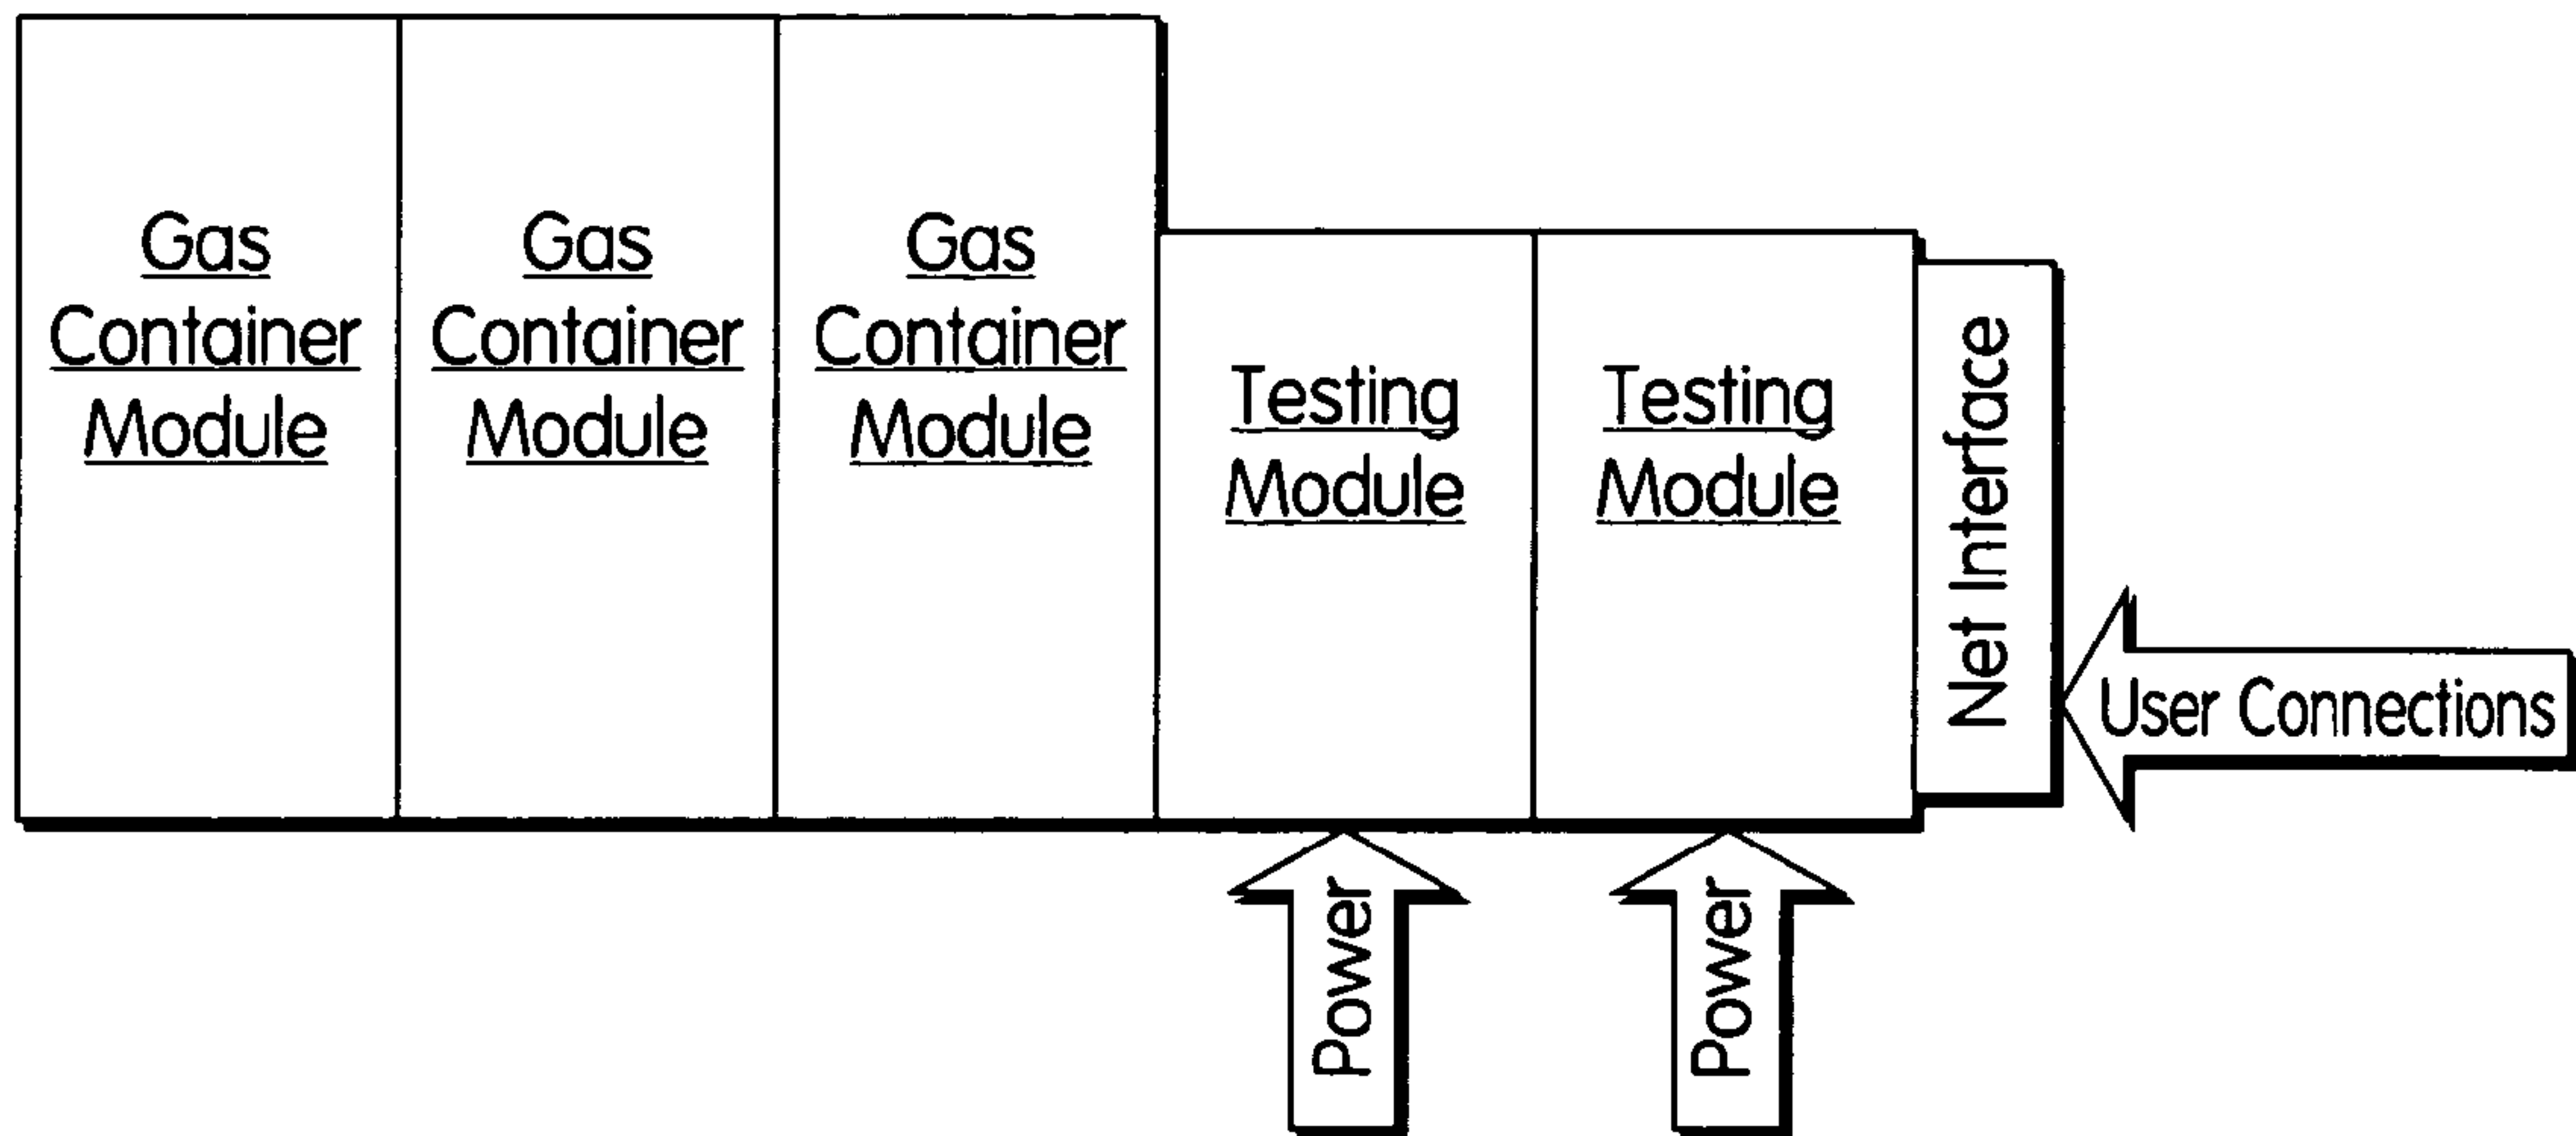 Gas
Container
Module
Gas
Container
Module
Gas
Container
Module
Testing
Module
Testing
Module
Net Interface
User Connections
Power
Power